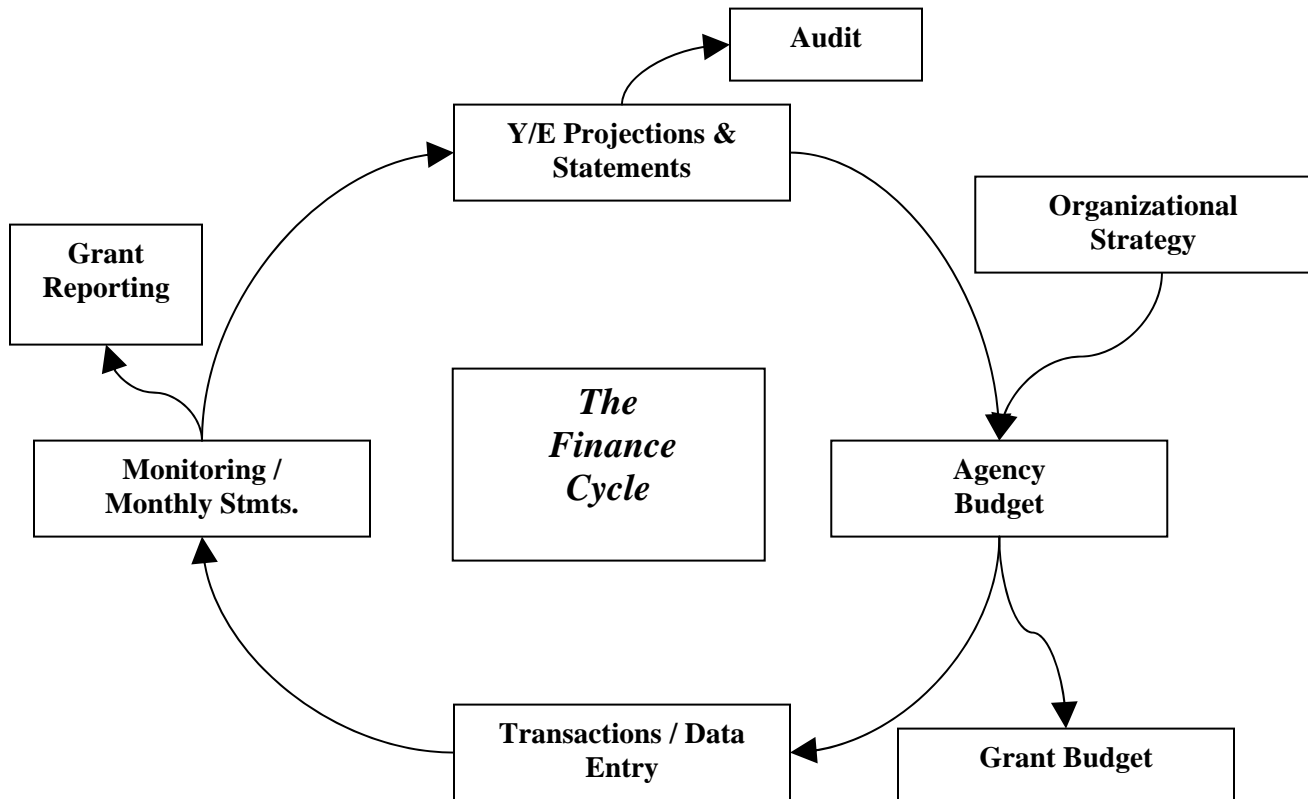 Audit
Y/E Projections &
Statements
Organizational
Strategy
Grant
Reporting
The
Finance
Cycle
Monitoring /
Monthly Stmts.
Agency
Budget
Transactions / Data
Entry
Grant Budget